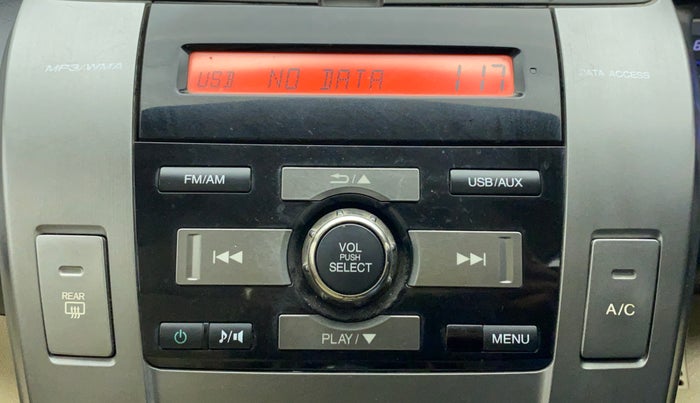 USB NO DATA 1:17
MP3/WMA
DATA ACCESS
FM/AM
USB/AUX
VOL
PUSH
SELECT
REAR
A/C
PLAY/
MENU